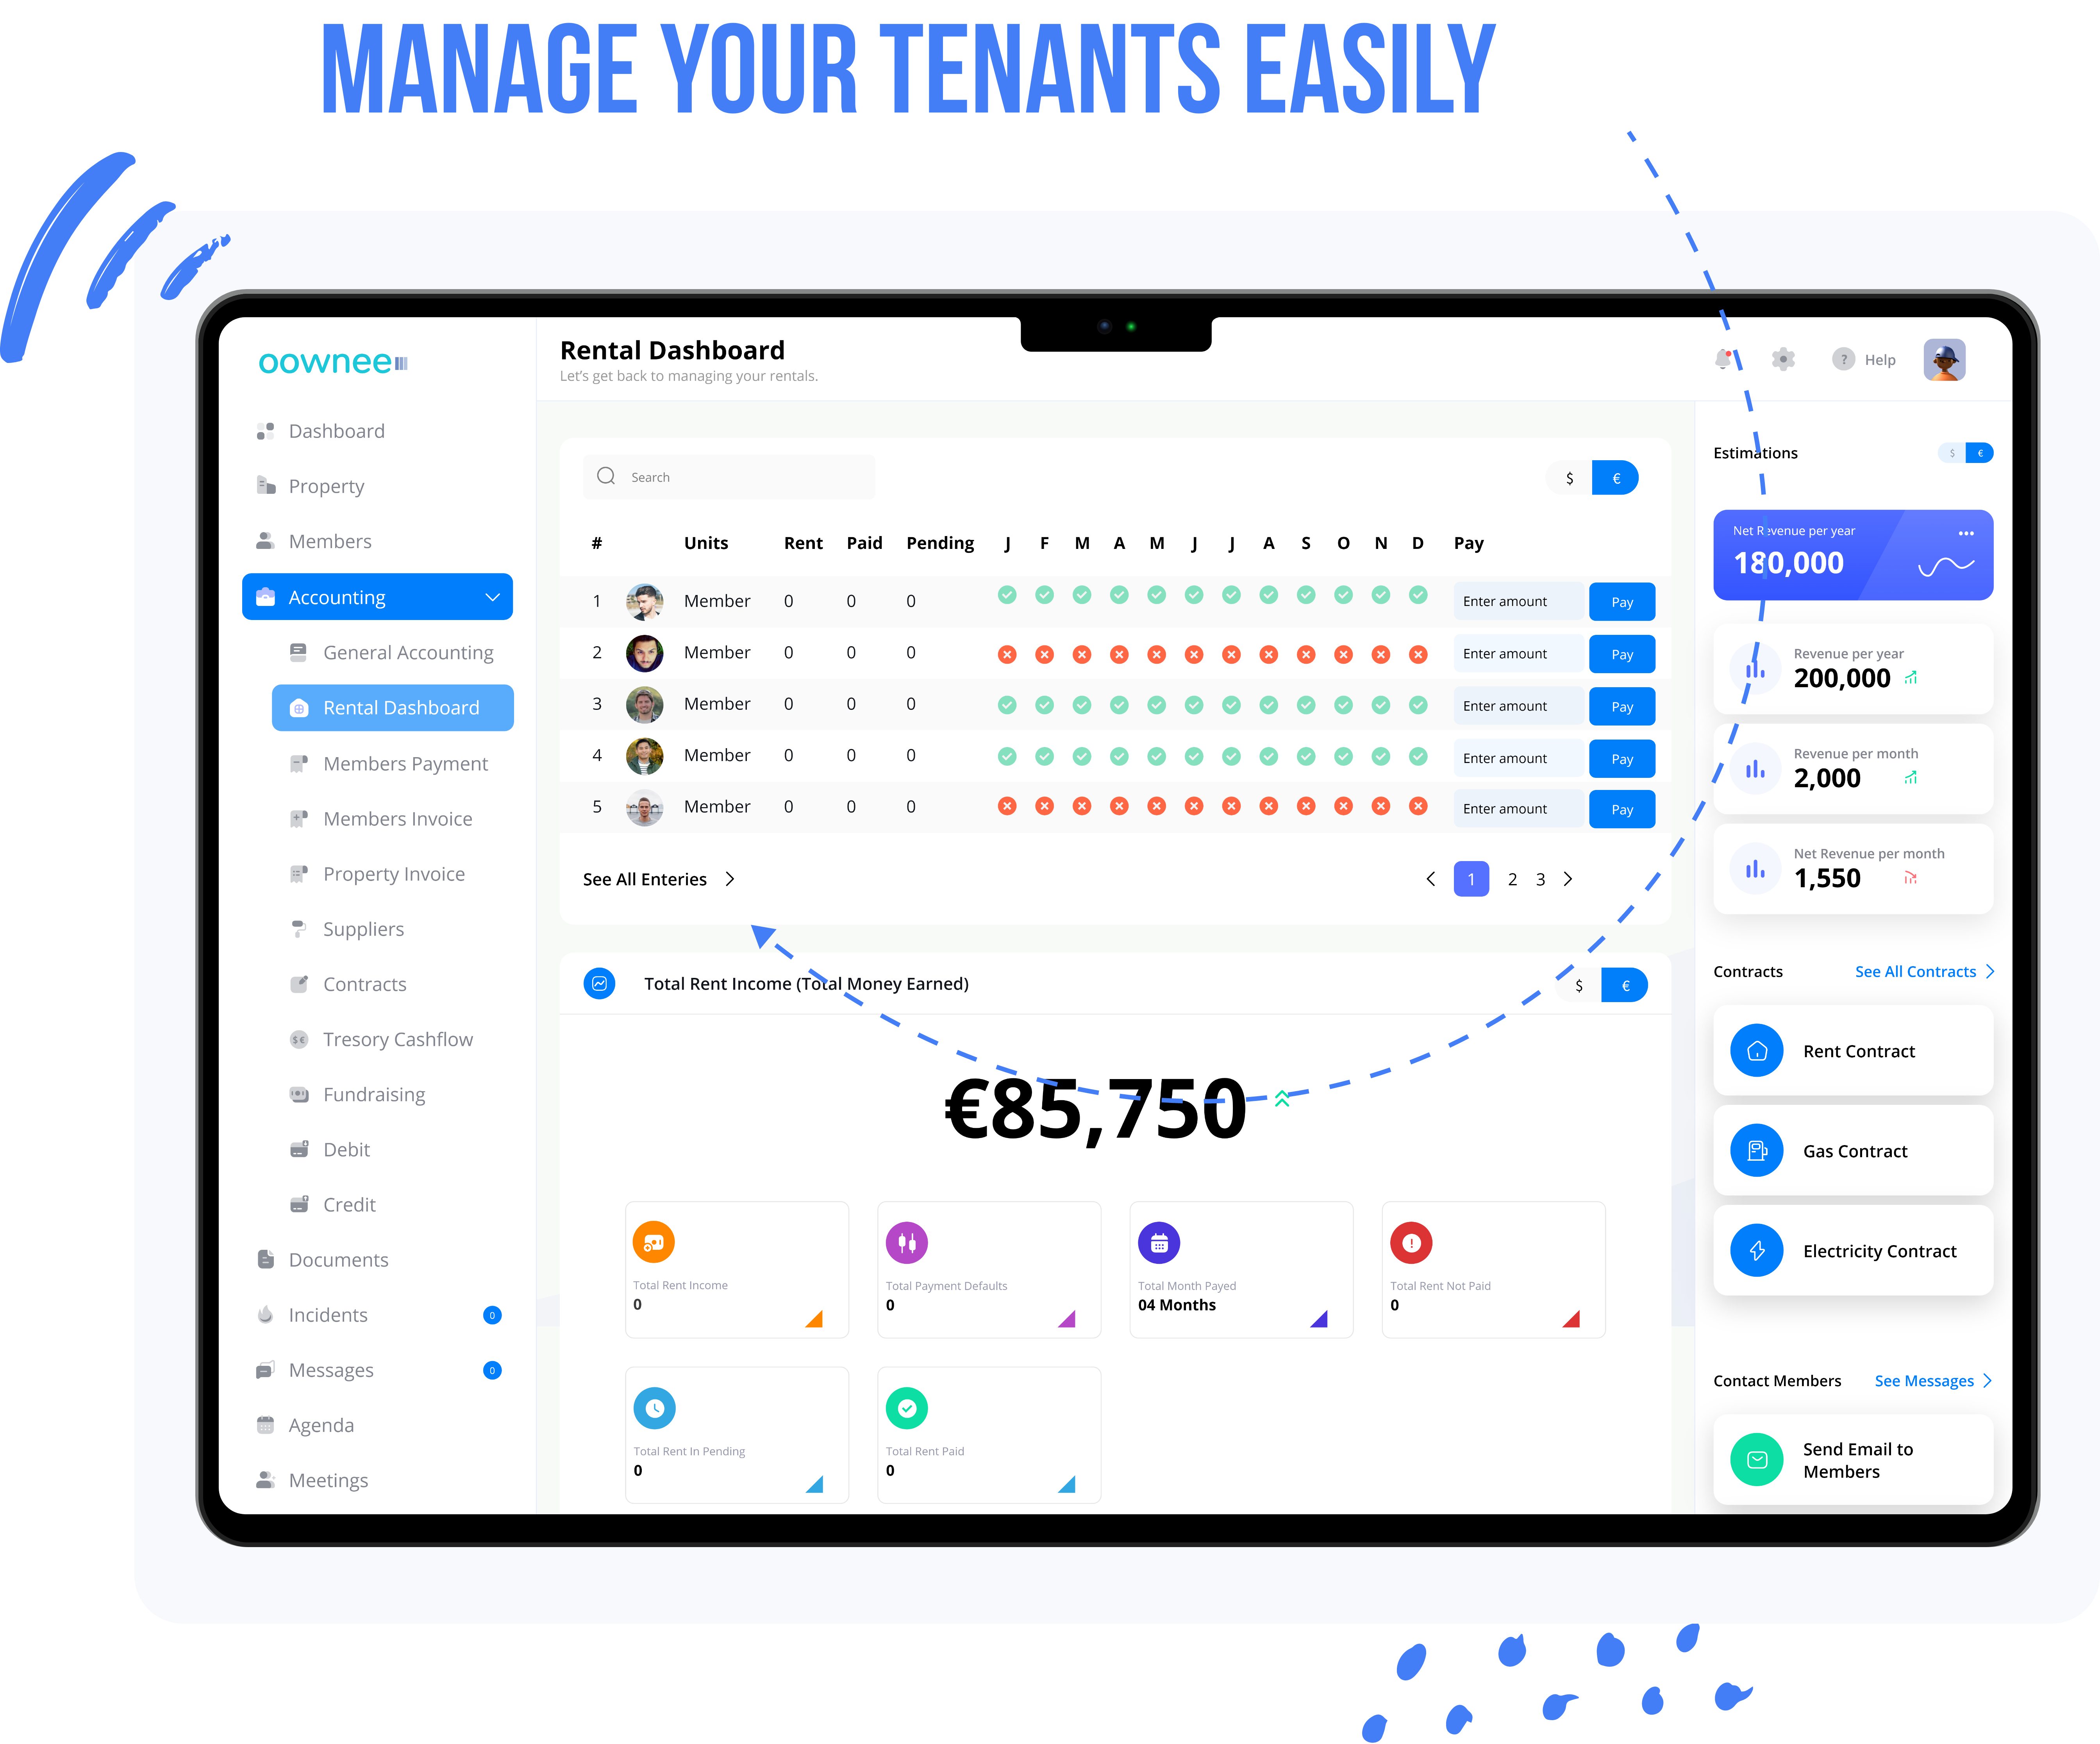 MANAGE YOUR TENANTS EASILY
oownee
Rental Dashboard
Let's get back to managing your rentals.
? Help
Dashboard
Property
Members
Accounting
General Accounting
Rental Dashboard
Members Payment
Members Invoice
Property Invoice
Suppliers
Contracts
Tresory Cashflow
Fundraising
Debit
Credit
Documents
Incidents 0
Messages 0
Agenda
Meetings
Search
$ €
# Units Rent Paid Pending J F M A M J J A S O N D Pay
1 Member 0 0 0 Enter amount Pay
2 Member 0 0 0 Enter amount Pay
3 Member 0 0 0 Enter amount Pay
4 Member 0 0 0 Enter amount Pay
5 Member 0 0 0 Enter amount Pay
See All Enteries
1 2 3
Total Rent Income (Total Money Earned)
$ €
€85,750
Total Rent Income
0
Total Payment Defaults
0
Total Month Payed
04 Months
Total Rent Not Paid
0
Total Rent In Pending
0
Total Rent Paid
0
Estimations
$ €
Net Revenue per year
180,000
Revenue per year
200,000
Revenue per month
2,000
Net Revenue per month
1,550
Contracts See All Contracts
Rent Contract
Gas Contract
Electricity Contract
Contact Members See Messages
Send Email to
Members